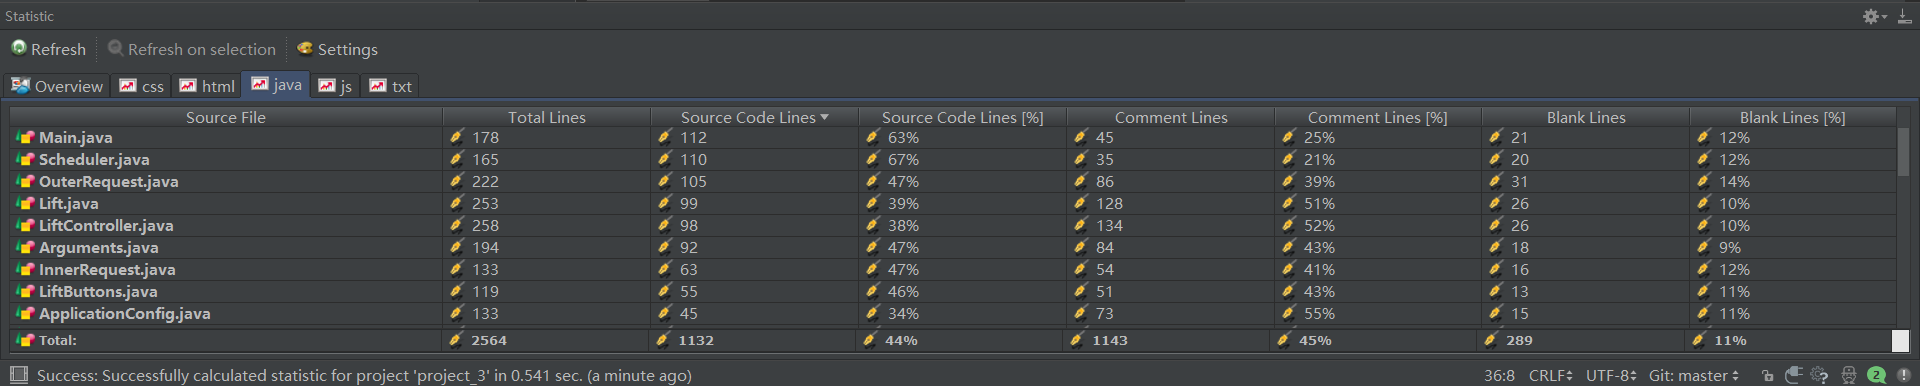 Statistic
Refresh Refresh on selection Settings
Overview css html java js txt
Source File Total Lines Source Code Lines Source Code Lines [%] Comment Lines Comment Lines [%] Blank Lines Blank Lines [%]
Main.java 178 112 63% 45 25% 21 12%
Scheduler.java 165 110 67% 35 21% 20 12%
OuterRequest.java 222 105 47% 86 39% 31 14%
Lift.java 253 99 39% 128 51% 26 10%
LiftController.java 258 98 38% 134 52% 26 10%
Arguments.java 194 92 47% 84 43% 18 9%
InnerRequest.java 133 63 47% 54 41% 16 12%
LiftButtons.java 119 55 46% 51 43% 13 11%
ApplicationConfig.java 133 45 34% 73 55% 15 11%
Total: 2564 1132 44% 1143 45% 289 11%
Success: Successfully calculated statistic for project 'project_3' in 0.541 sec. (a minute ago) 36:8 CRLF UTF-8 Git: master 2